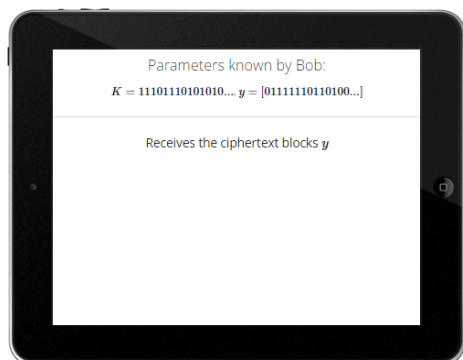 Parameters known by Bob:
K = 11101110101010..., y = [01111110110100...]
Receives the ciphertext blocks y